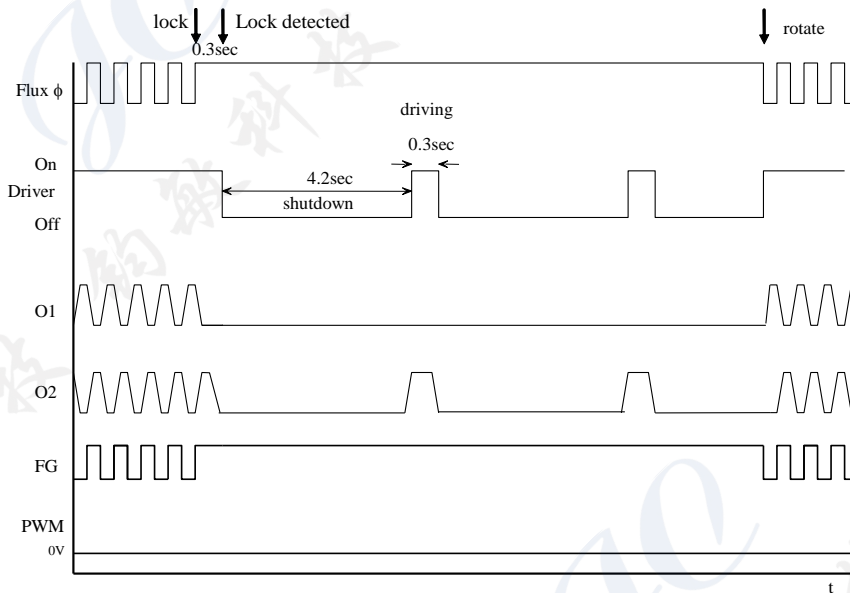 lock
Lock detected
rotate
0.3sec
Flux ϕ
driving
0.3sec
On
Driver
4.2sec
shutdown
Off
O1
O2
FG
PWM
0V
t